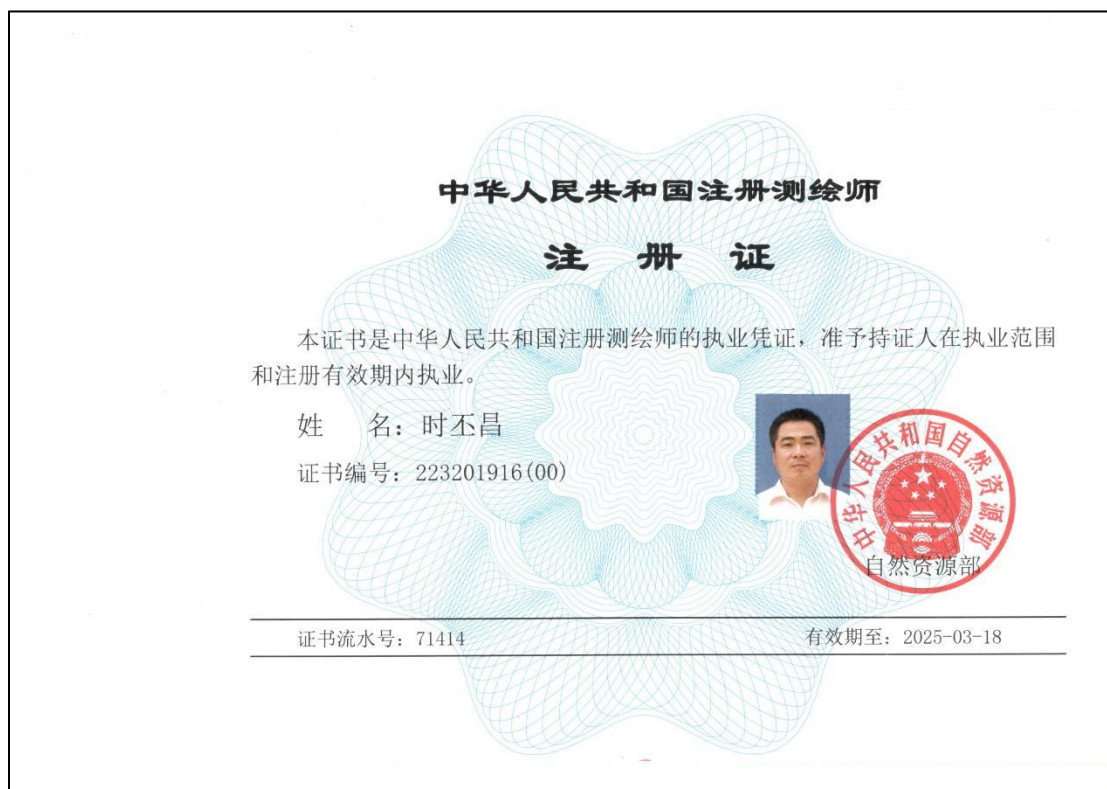 中华人民共和国注册测绘师
注 册 证
本证书是中华人民共和国注册测绘师的执业凭证，准予持证人在执业范围
和注册有效期内执业。
姓 名：时丕昌
证书编号：223201916(00)
中华人民共和国自然资源部
自然资源部
证书流水号：71414
有效期至：2025-03-18